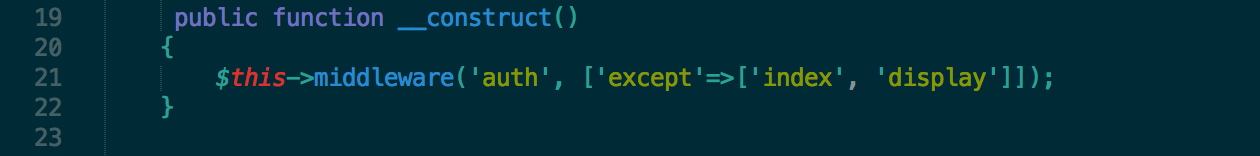 19 public function __construct()
20 {
21 $this->middleware('auth', ['except'=>['index', 'display']]);
22 }
23